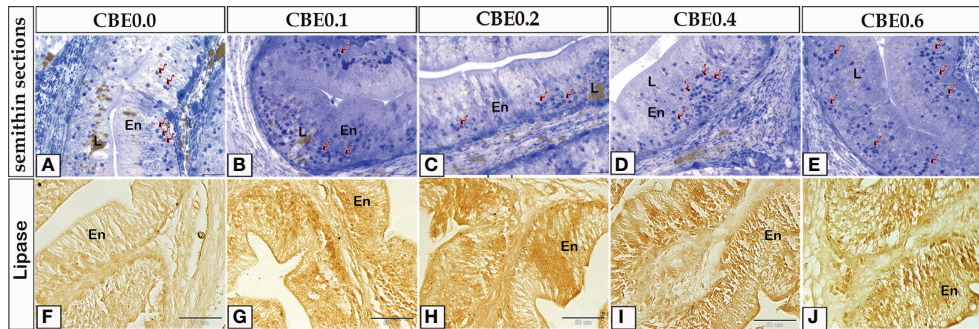 CBE0.0 CBE0.1 CBE0.2 CBE0.4 CBE0.6
semithin sections
L En A
L En B
L En C
L En D
L E
Lipase
En F
En G
En H
En I
En J